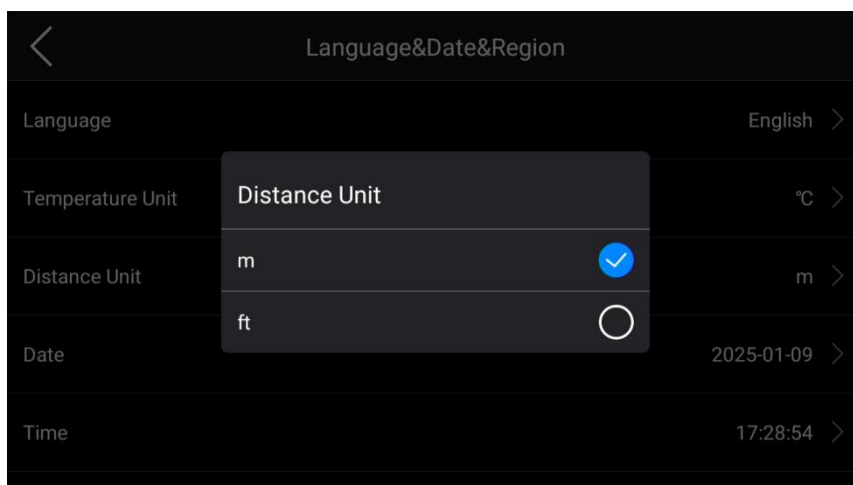 Language&Date&Region
Language English
Temperature Unit ℃
Distance Unit
m
Distance Unit m
ft
Date 2025-01-09
Time 17:28:54